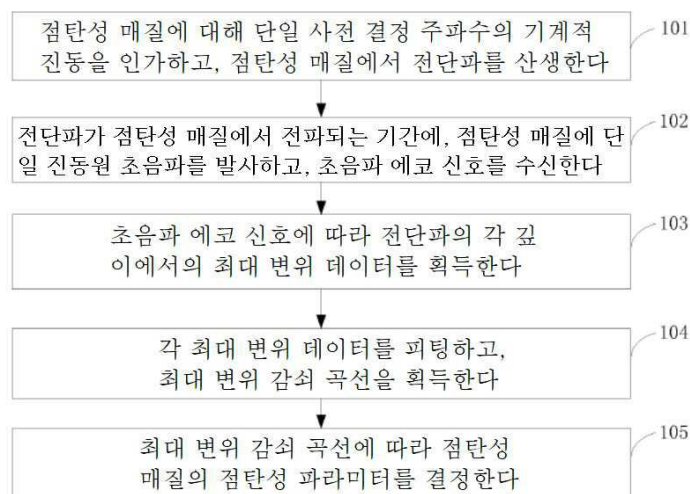 점탄성 매질에 대해 단일 사전 결정 주파수의 기계적
진동을 인가하고, 점탄성 매질에서 전단파를 산생한다
101
전단파가 점탄성 매질에서 전파되는 기간에, 점탄성 매질에 단
일 진동원 초음파를 발사하고, 초음파 에코 신호를 수신한다
102
초음파 에코 신호에 따라 전단파의 각 깊
이에서의 최대 변위 데이터를 획득한다
103
각 최대 변위 데이터를 피팅하고,
최대 변위 감쇠 곡선을 획득한다
104
최대 변위 감쇠 곡선에 따라 점탄성
매질의 점탄성 파라미터를 결정한다
105